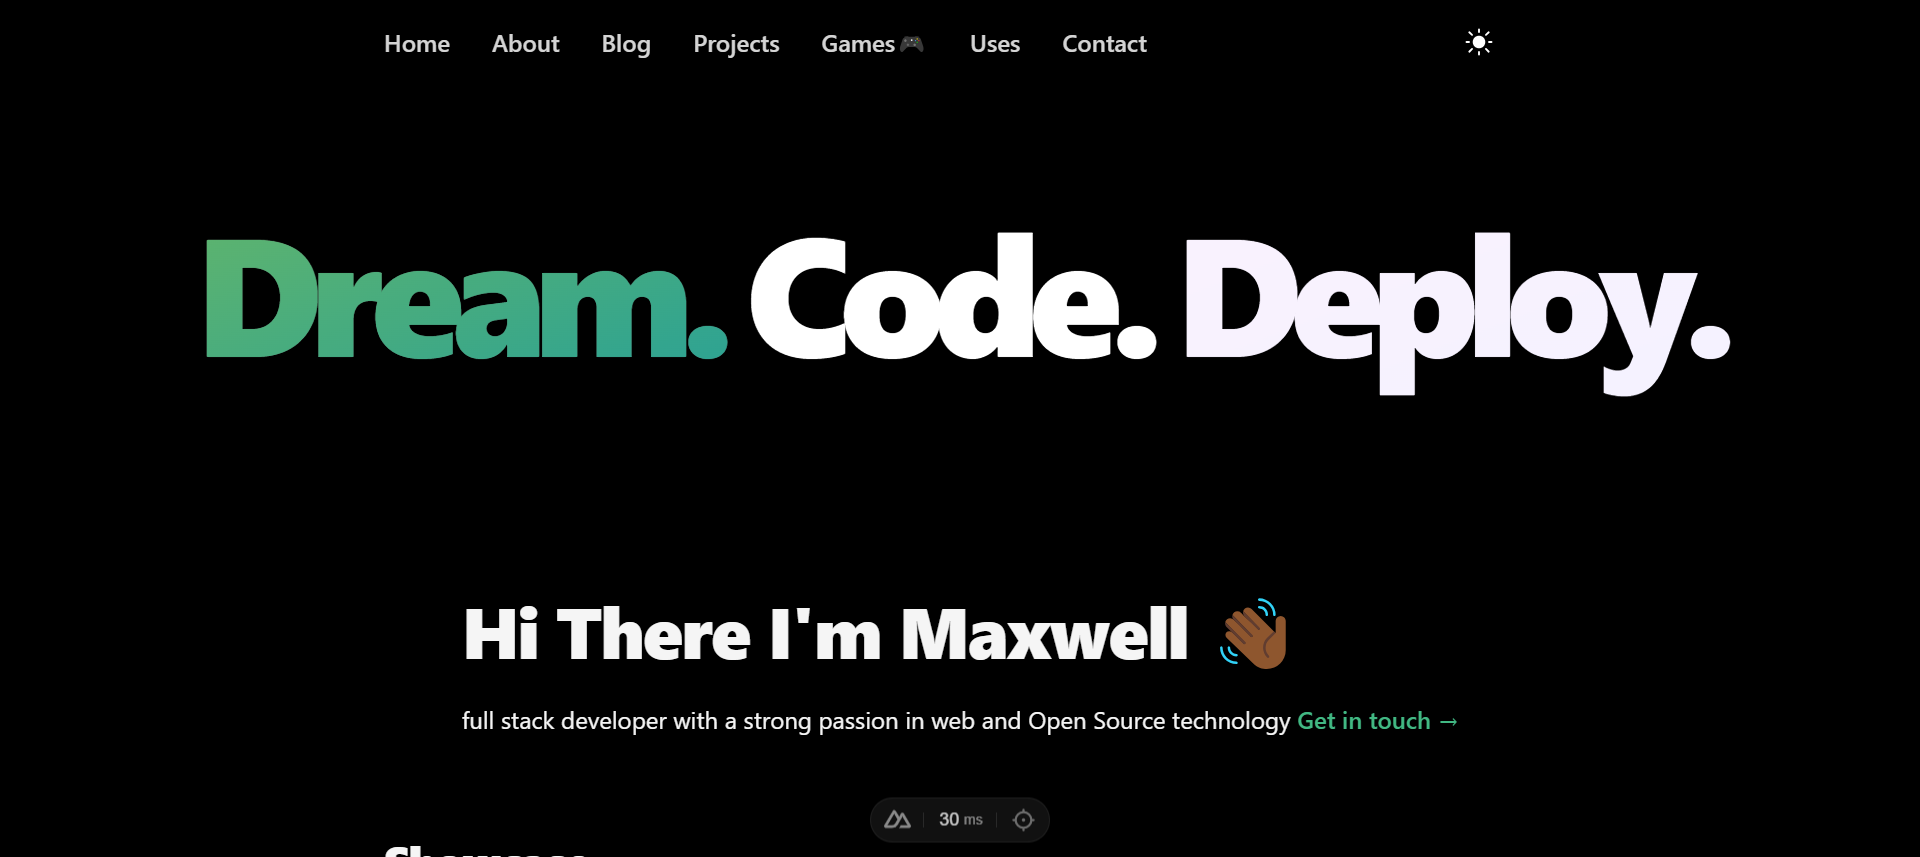 Home About Blog Projects Games🎮 Uses Contact
Dream. Code. Deploy.
Hi There I'm Maxwell 👋🏾
full stack developer with a strong passion in web and Open Source technology Get in touch →
30 ms